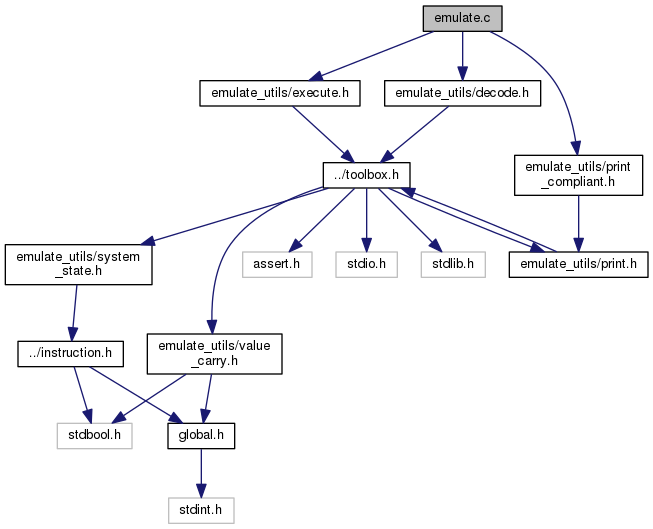 emulate.c
emulate_utils/execute.h
emulate_utils/decode.h
emulate_utils/print
_compliant.h
../toolbox.h
emulate_utils/system
_state.h
assert.h
stdio.h
stdlib.h
emulate_utils/print.h
../instruction.h
emulate_utils/value
_carry.h
stdbool.h
global.h
stdint.h